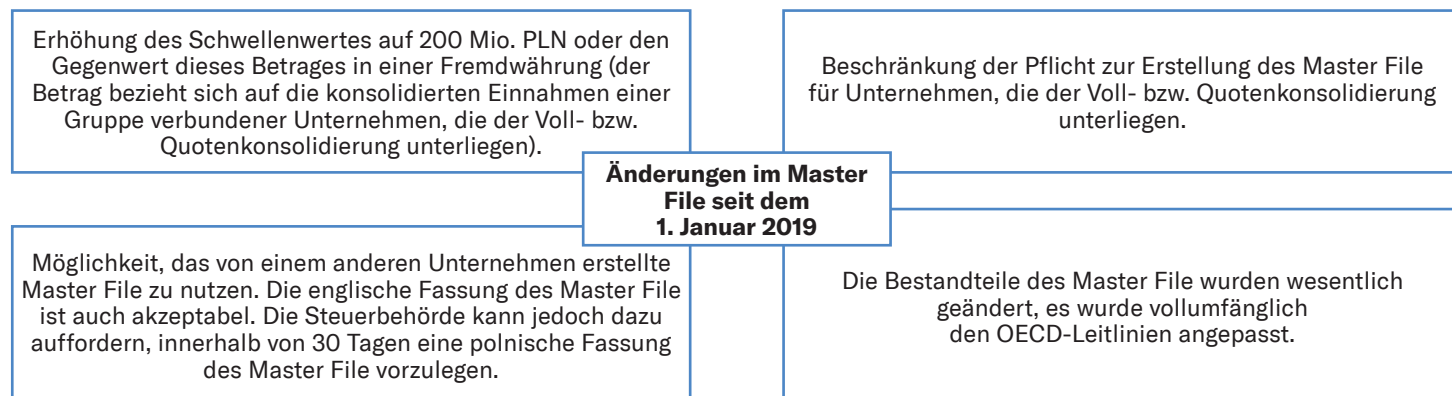 Erhöhung des Schwellenwertes auf 200 Mio. PLN oder den
Gegenwert dieses Betrages in einer Fremdwährung (der
Betrag bezieht sich auf die konsolidierten Einnahmen einer
Gruppe verbundener Unternehmen, die der Voll- bzw.
Quotenkonsolidierung unterliegen).
Beschränkung der Pflicht zur Erstellung des Master File
für Unternehmen, die der Voll- bzw. Quotenkonsolidierung
unterliegen.
Änderungen im Master
File seit dem
1. Januar 2019
Möglichkeit, das von einem anderen Unternehmen erstellte
Master File zu nutzen. Die englische Fassung des Master File
ist auch akzeptabel. Die Steuerbehörde kann jedoch dazu
auffordern, innerhalb von 30 Tagen eine polnische Fassung
des Master File vorzulegen.
Die Bestandteile des Master File wurden wesentlich
geändert, es wurde vollumfänglich
den OECD-Leitlinien angepasst.